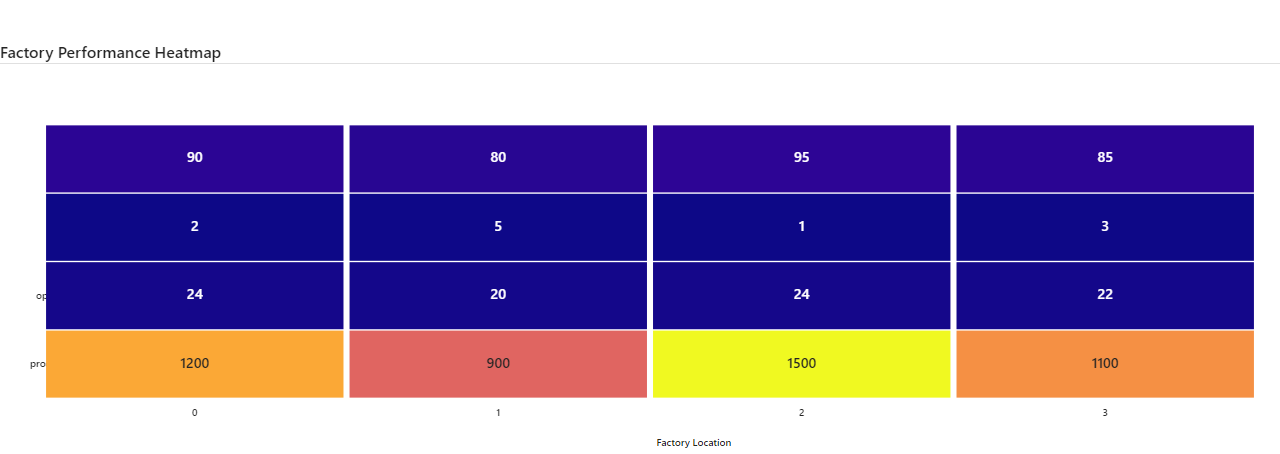 Factory Performance Heatmap
90 80 95 85
2 5 1 3
op 24 20 24 22
pro 1200 900 1500 1100
0 1 2 3
Factory Location